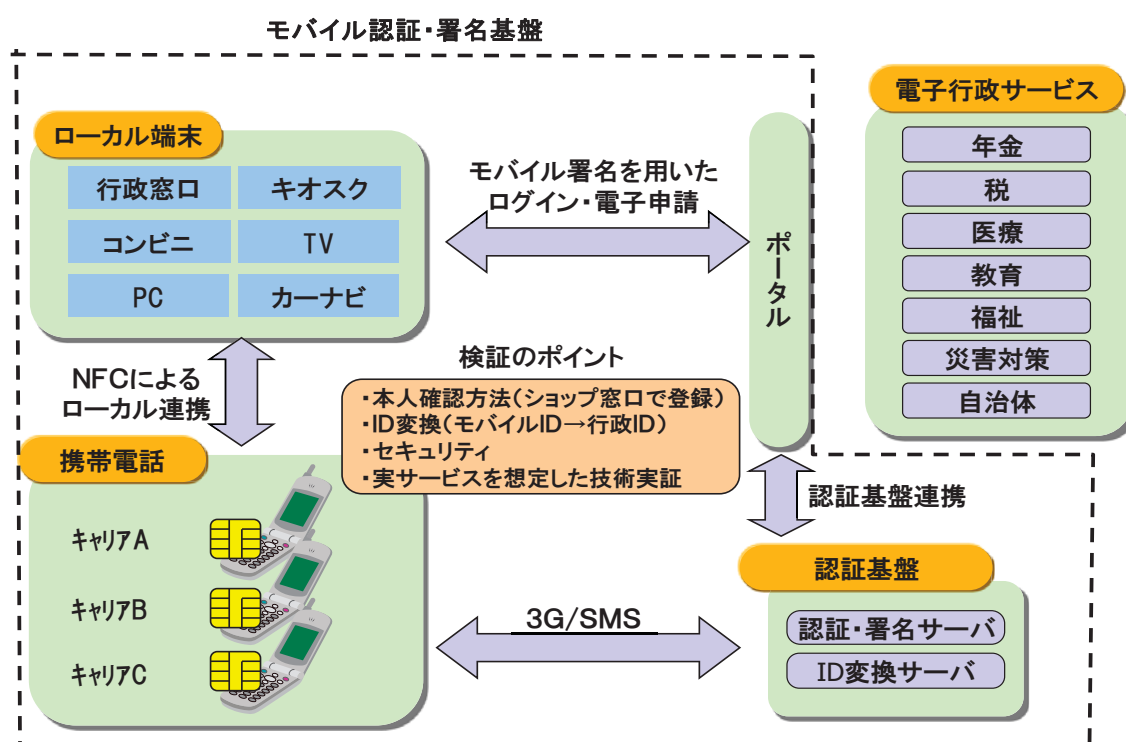 モバイル認証・署名基盤
ローカル端末
行政窓口
キオスク
コンビニ
TV
PC
カーナビ
モバイル署名を用いた
ログイン・電子申請
ポータル
電子行政サービス
年金
税
医療
教育
福祉
災害対策
自治体
NFCによる
ローカル連携
検証のポイント
・本人確認方法(ショップ窓口で登録)
・ID変換(モバイルID→行政ID)
・セキュリティ
・実サービスを想定した技術実証
携帯電話
キャリアA
キャリアB
キャリアC
3G/SMS
認証基盤連携
認証基盤
認証・署名サーバ
ID変換サーバ